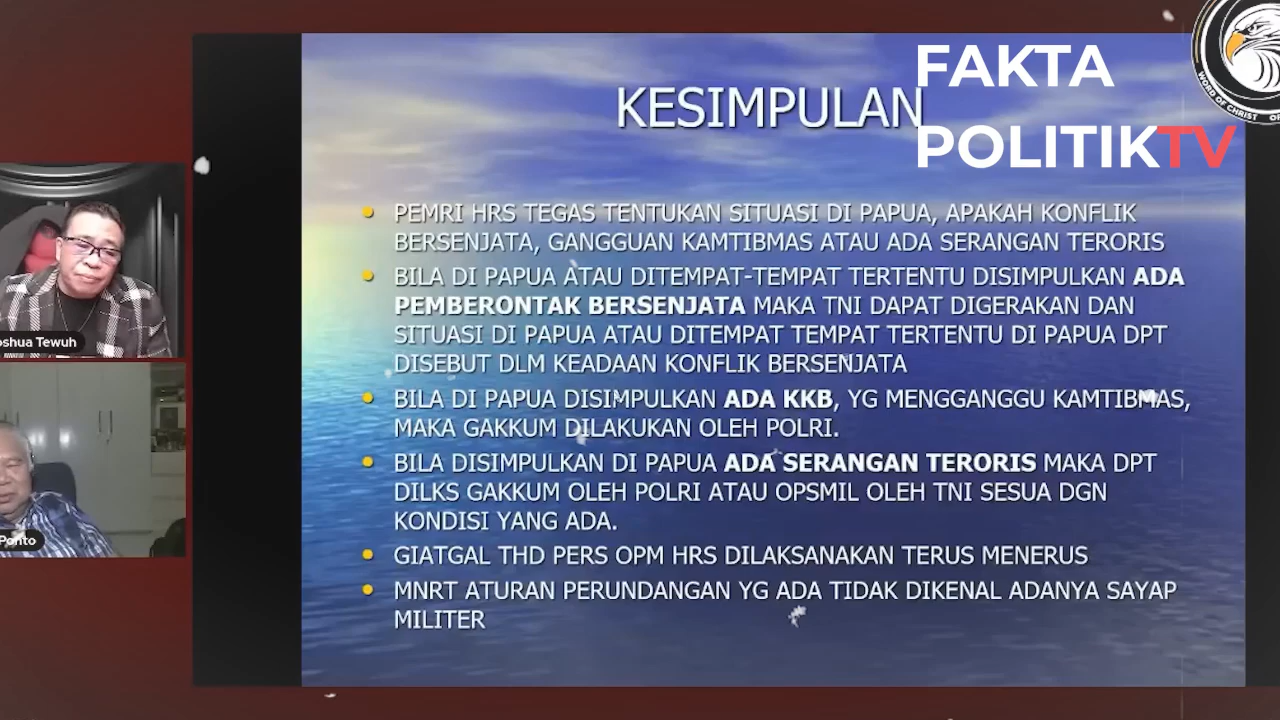 FAKTA
POLITIKTV
WORD OF CHRIST
KESIMPULAN
PEMRI HRS TEGAS TENTUKAN SITUASI DI PAPUA, APAKAH KONFLIK
BERSENJATA, GANGGUAN KAMTIBMAS ATAU ADA SERANGAN TERORIS
BILA DI PAPUA ATAU DITEMPAT-TEMPAT TERTENTU DISIMPULKAN ADA
PEMBERONTAK BERSENJATA MAKA TNI DAPAT DIGERAKAN DAN
SITUASI DI PAPUA ATAU DITEMPAT TEMPAT TERTENTU DI PAPUA DPT
DISEBUT DLM KEADAAN KONFLIK BERSENJATA
BILA DI PAPUA DISIMPULKAN ADA KKB, YG MENGGANGGU KAMTIBMAS,
MAKA GAKKUM DILAKUKAN OLEH POLRI.
BILA DISIMPULKAN DI PAPUA ADA SERANGAN TERORIS MAKA DPT
DILKS GAKKUM OLEH POLRI ATAU OPSMIL OLEH TNI SESUA DGN
KONDISI YANG ADA.
GIATGAL THD PERS OPM HRS DILAKSANAKAN TERUS MENERUS
MNRT ATURAN PERUNDANGAN YG ADA TIDAK DIKENAL ADANYA SAYAP
MILITER
oshua Tewuh
Ponto